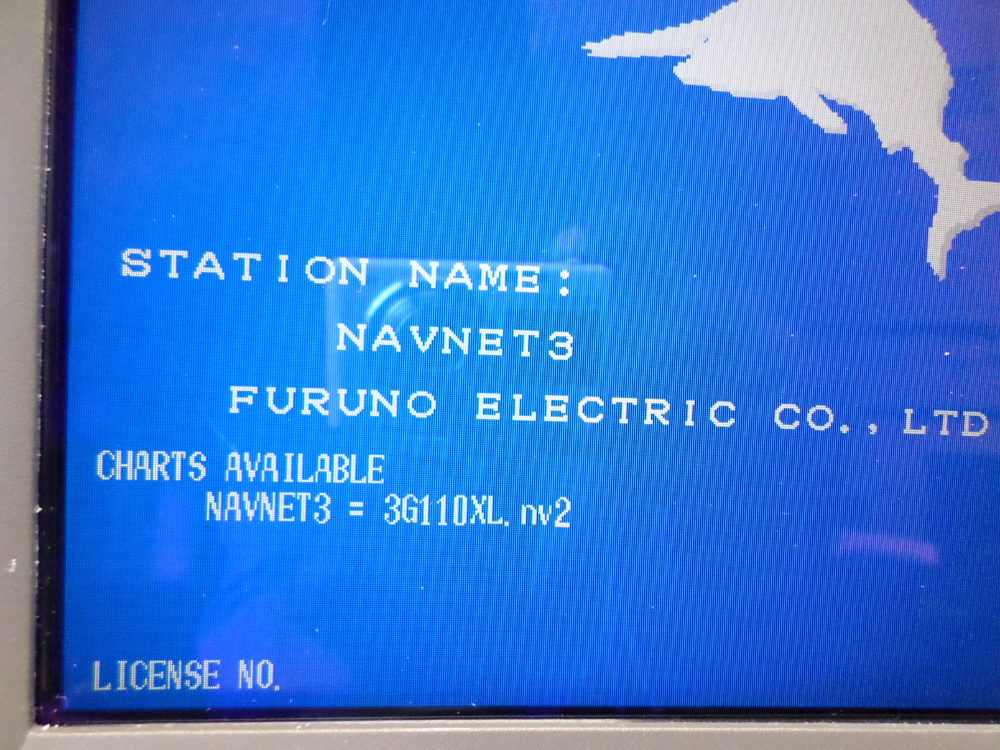 STATION NAME:
NAVNET3
FURUNO ELECTRIC CO.,LTD
CHARTS AVAILABLE
NAVNET3 = 3G110XL.nv2
LICENSE NO.